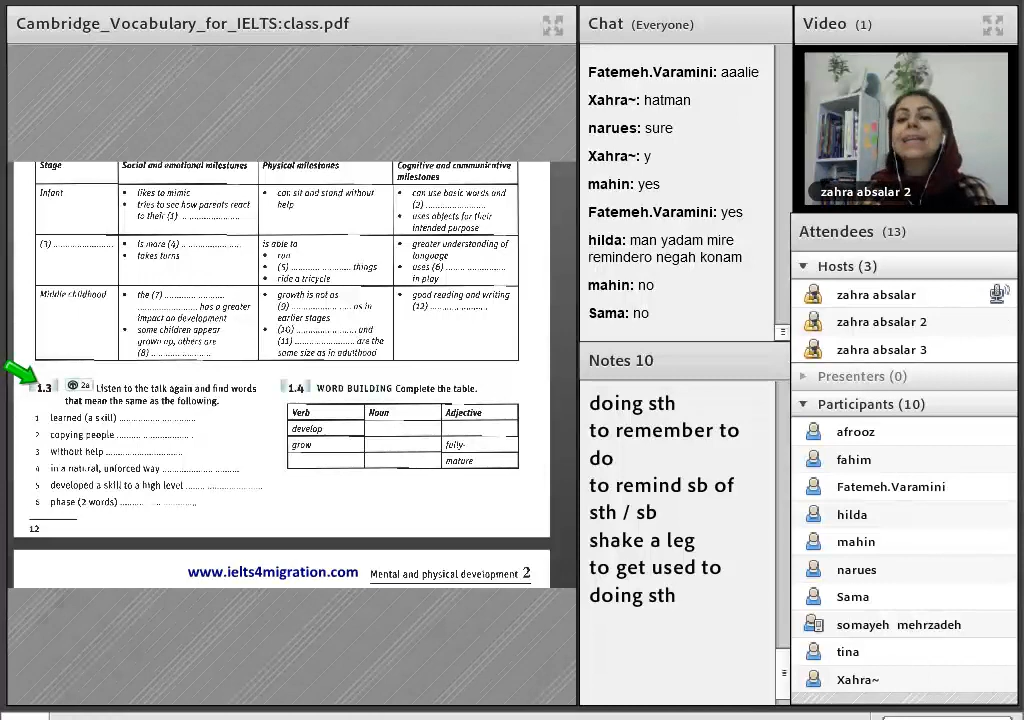 Cambridge_Vocabulary_for_IELTS:class.pdf
Stage Social and emotional milestones Physical milestones Cognitive and communicative milestones
Infant
• likes to mimic
• tries to see how parents react to their (1) ....................
• can sit and stand without help
• can use basic words and (2) ....................
• uses objects for their intended purpose
(3) ....................
• is more (4) ....................
• takes turns
is able to
• run
• (5) .................... things
• ride a tricycle
• greater understanding of language
• uses (6) .................... in play
Middle childhood
• the (7) .................... .................... has a greater impact on development
• some children appear grown up, others are (8) ....................
• growth is not as (9) .................... as in earlier stages
• (10) .................... and (11) .................... are the same size as in adulthood
• good reading and writing (12) ....................
1.3 2a Listen to the talk again and find words
that mean the same as the following.
1 learned (a skill) ....................
2 copying people ....................
3 without help ....................
4 in a natural, unforced way ....................
5 developed a skill to a high level ....................
6 phase (2 words) ....................
12
1.4 WORD BUILDING Complete the table.
Verb Noun Adjective
develop
grow fully-
mature
www.ielts4migration.com Mental and physical development 2
Chat (Everyone)
Fatemeh.Varamini: aaalie
Xahra~: hatman
narues: sure
Xahra~: y
mahin: yes
Fatemeh.Varamini: yes
hilda: man yadam mire
remindero negah konam
mahin: no
Sama: no
Notes 10
doing sth
to remember to
do
to remind sb of
sth / sb
shake a leg
to get used to
doing sth
Video (1)
zahra absalar 2
Attendees (13)
Hosts (3)
zahra absalar
zahra absalar 2
zahra absalar 3
Presenters (0)
Participants (10)
afrooz
fahim
Fatemeh.Varamini
hilda
mahin
narues
Sama
somayeh mehrzadeh
tina
Xahra~